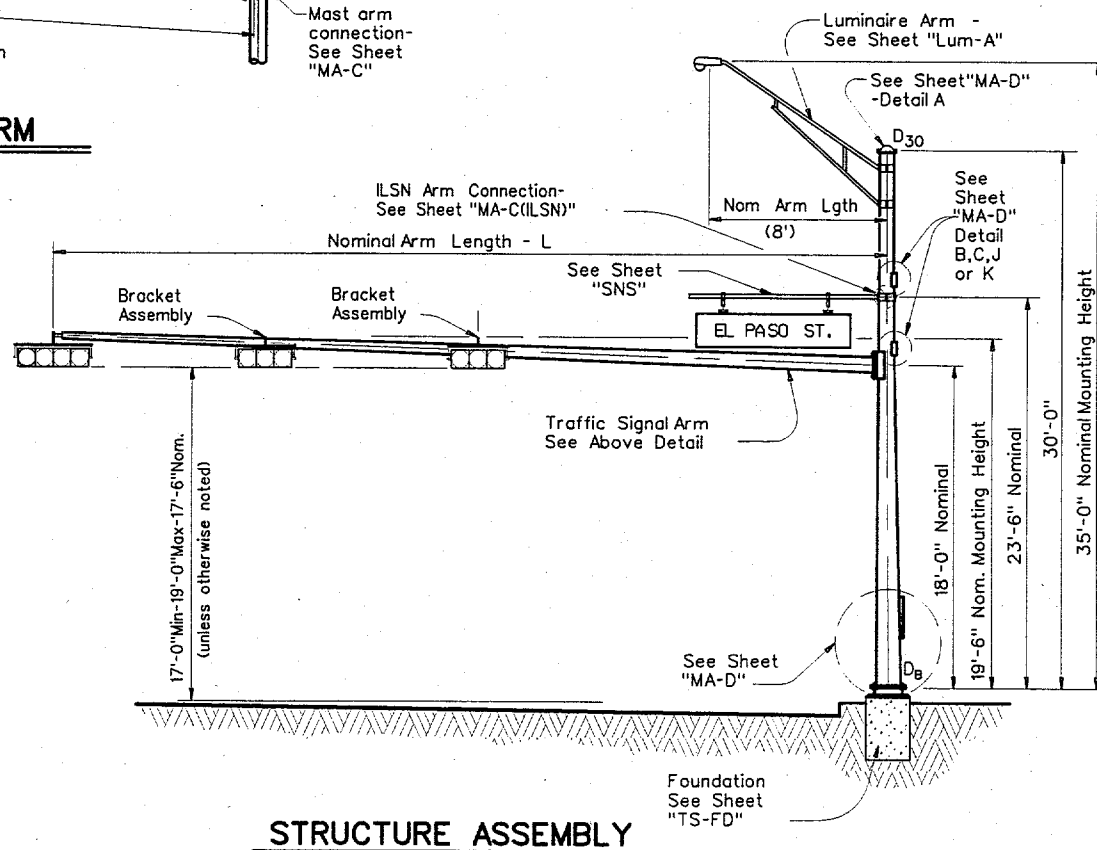 Mast arm
connection-
See Sheet
"MA-C"
n
RM
Luminaire Arm -
See Sheet "Lum-A"
See Sheet"MA-D"
-Detail A
D30
ILSN Arm Connection-
See Sheet "MA-C(ILSN)"
Nom Arm Lgth
(8')
See
Sheet
"MA-D"
Detail
B,C,J
or K
Nominal Arm Length - L
See Sheet
"SNS"
Bracket
Assembly
Bracket
Assembly
EL PASO ST.
Traffic Signal Arm
See Above Detail
17'-0"Min-19'-0"Max-17'-6"Nom.
(unless otherwise noted)
18'-0" Nominal
19'-6" Nom. Mounting Height
23'-6" Nominal
30'-0"
35'-0" Nominal Mounting Height
See Sheet
"MA-D"
DB
Foundation
See Sheet
"TS-FD"
STRUCTURE ASSEMBLY